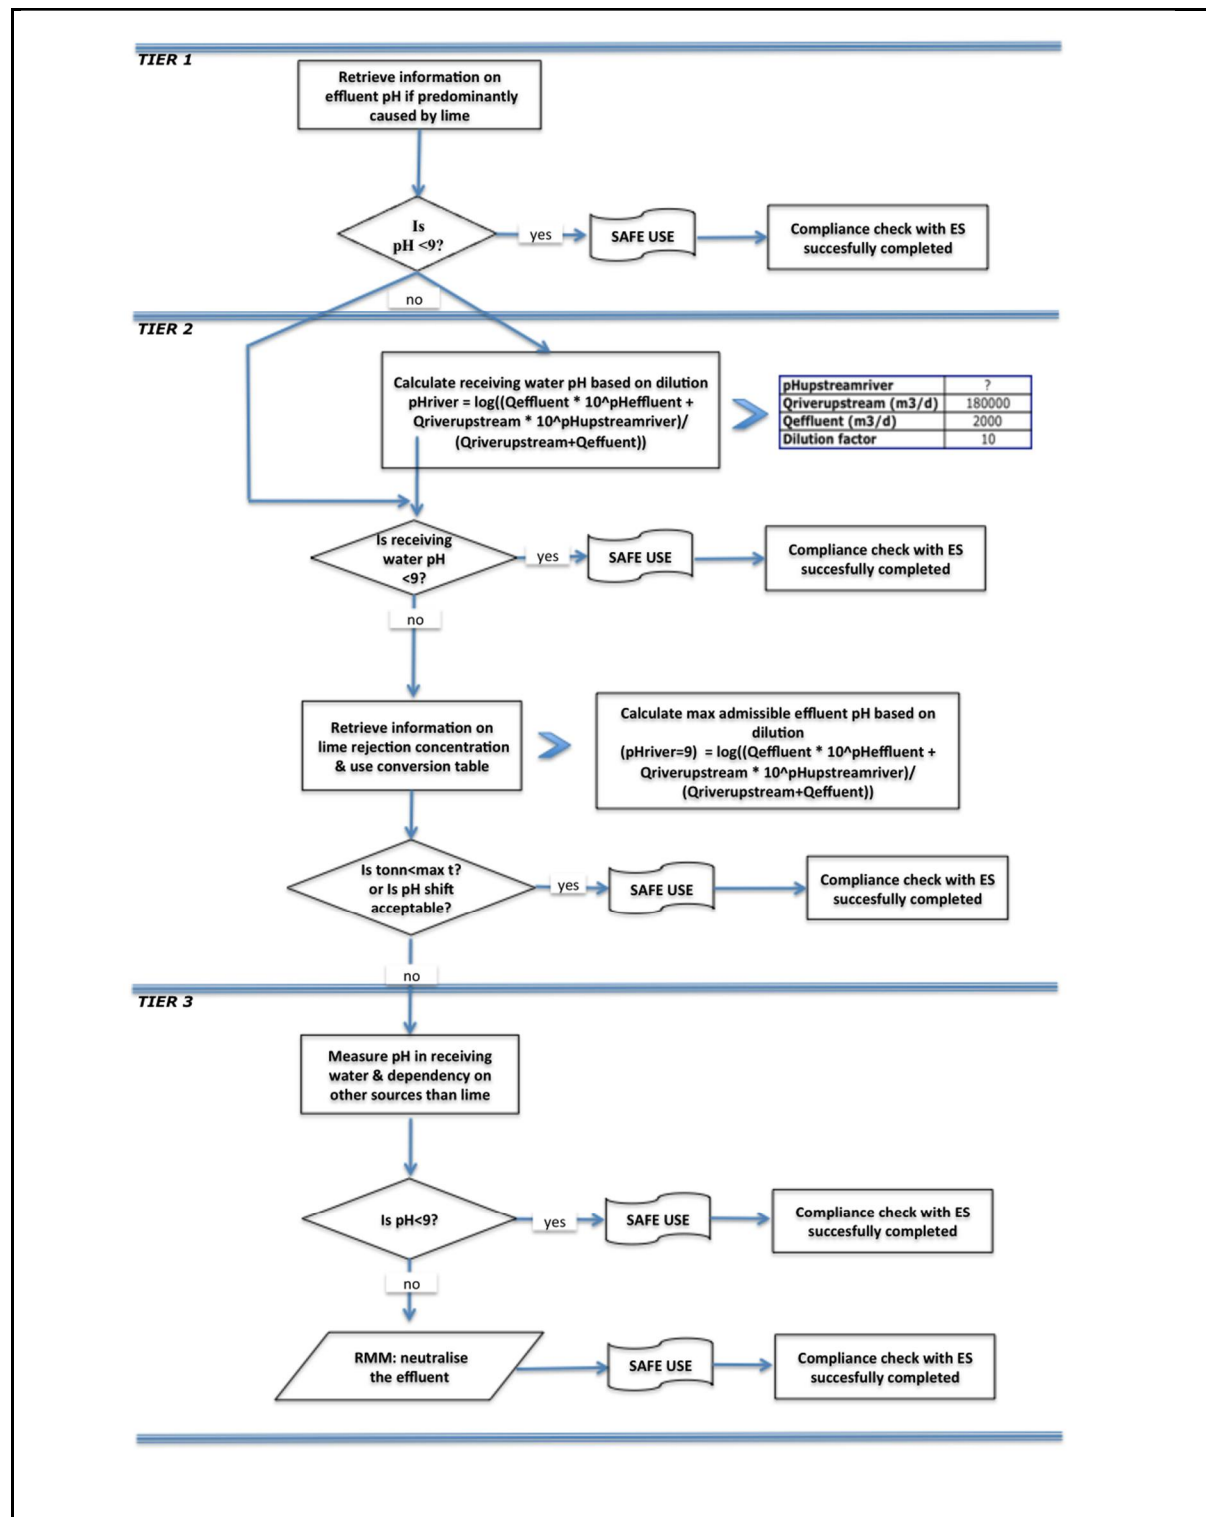 TIER 1
Retrieve information on
effluent pH if predominantly
caused by lime
Is
pH <9?
yes
SAFE USE
Compliance check with ES
succesfully completed
no
TIER 2
Calculate receiving water pH based on dilution
pHriver = log((Qeffluent * 10^pHeffluent +
Qriverupstream * 10^pHupstreamriver)/
(Qriverupstream+Qeffuent))
pHupstreamriver ?
Qriverupstream (m3/d) 180000
Qeffluent (m3/d) 2000
Dilution factor 10
Is receiving
water pH
<9?
yes
SAFE USE
Compliance check with ES
succesfully completed
no
Retrieve information on
lime rejection concentration
& use conversion table
Calculate max admissible effluent pH based on
dilution
(pHriver=9) = log((Qeffluent * 10^pHeffluent +
Qriverupstream * 10^pHupstreamriver)/
(Qriverupstream+Qeffuent))
Is tonn<max t?
or Is pH shift
acceptable?
yes
SAFE USE
Compliance check with ES
succesfully completed
no
TIER 3
Measure pH in receiving
water & dependency on
other sources than lime
Is pH<9?
yes
SAFE USE
Compliance check with ES
succesfully completed
no
RMM: neutralise
the effluent
SAFE USE
Compliance check with ES
succesfully completed